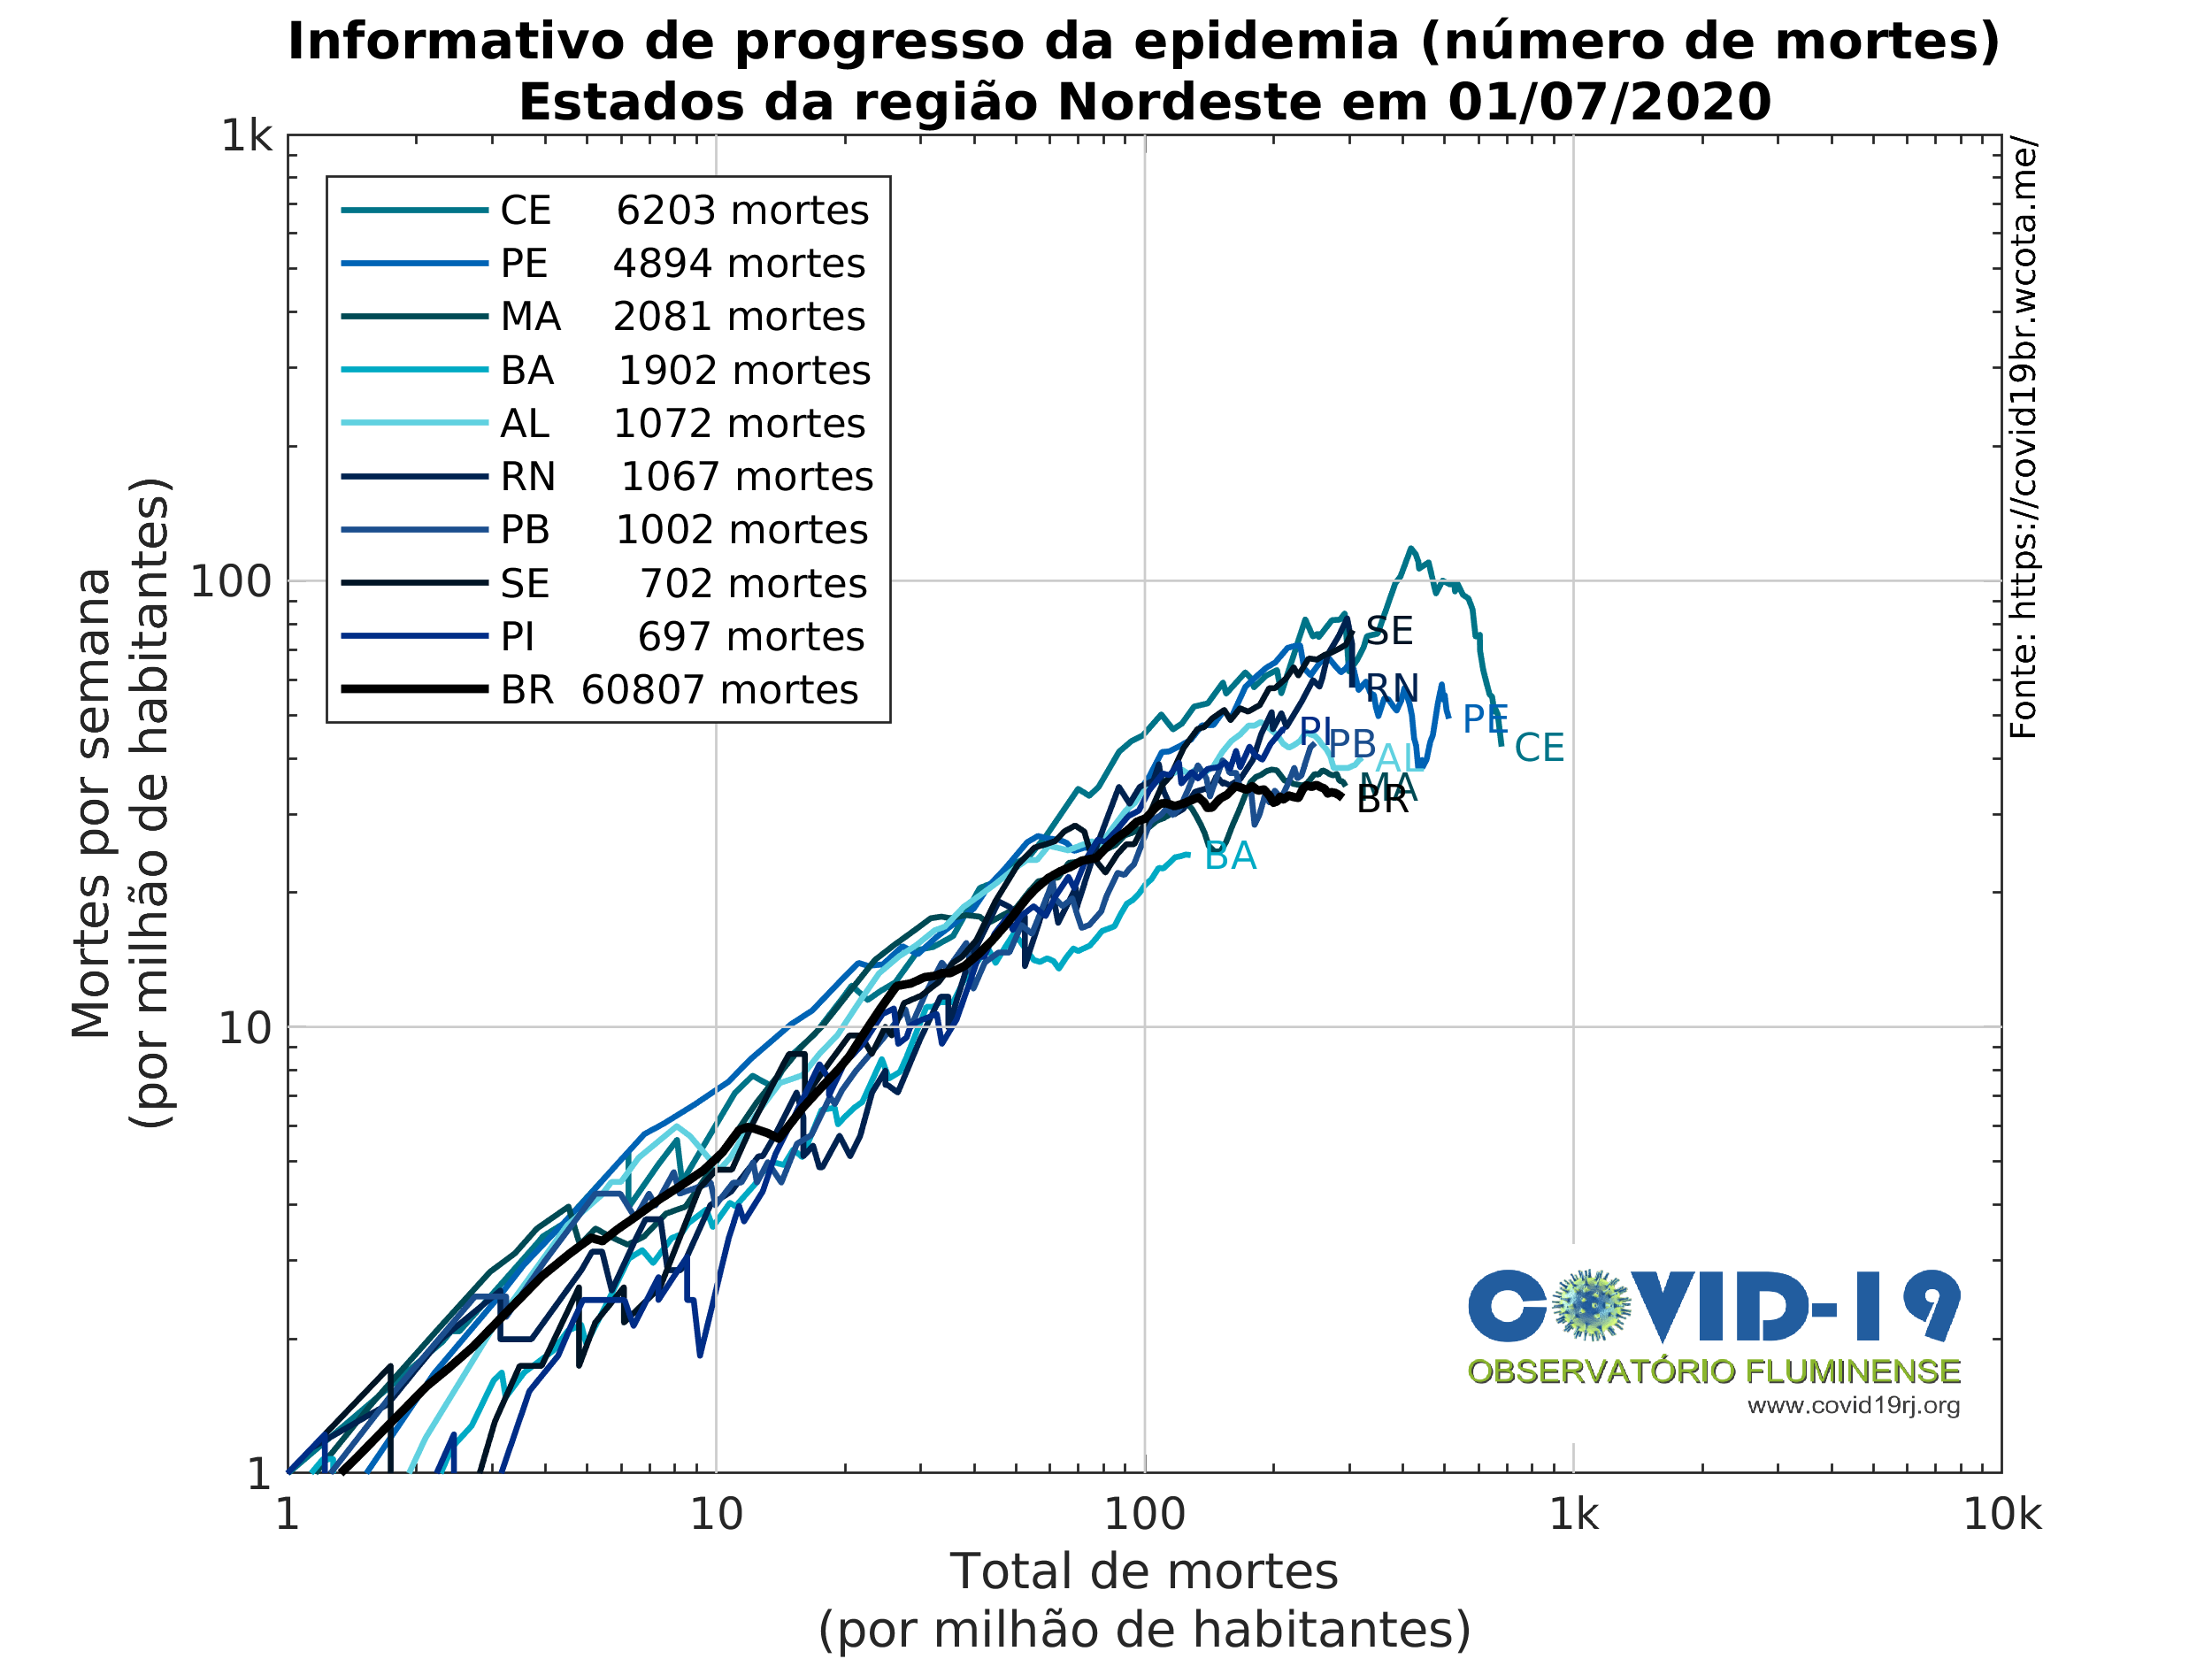 Informativo de progresso da epidemia (número de mortes)
Estados da região Nordeste em 01/07/2020
1k
100
10
1
Mortes por semana
(por milhão de habitantes)
CE 6203 mortes
PE 4894 mortes
MA 2081 mortes
BA 1902 mortes
AL 1072 mortes
RN 1067 mortes
PB 1002 mortes
SE 702 mortes
PI 697 mortes
BR 60807 mortes
SE
RN
PE
PI
PB
AL
CE
MA
BR
BA
Fonte: https://covid19br.wcota.me/
COVID-19
OBSERVATÓRIO FLUMINENSE
www.covid19rj.org
1 10 100 1k 10k
Total de mortes
(por milhão de habitantes)